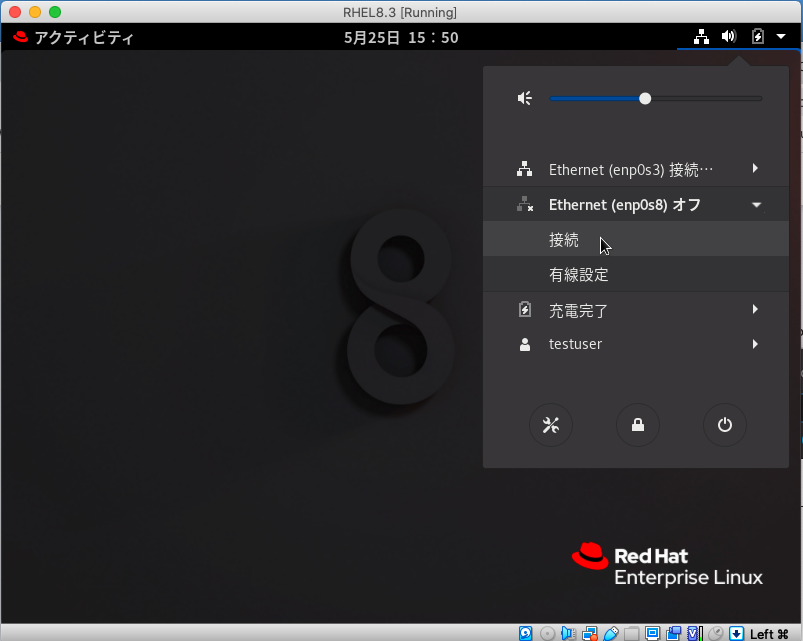 RHEL8.3 [Running]
アクティビティ
5月25日 15：50
Ethernet (enp0s3) 接続…
Ethernet (enp0s8) オフ
接続
有線設定
充電完了
testuser
8
Red Hat
Enterprise Linux
Left ⌘